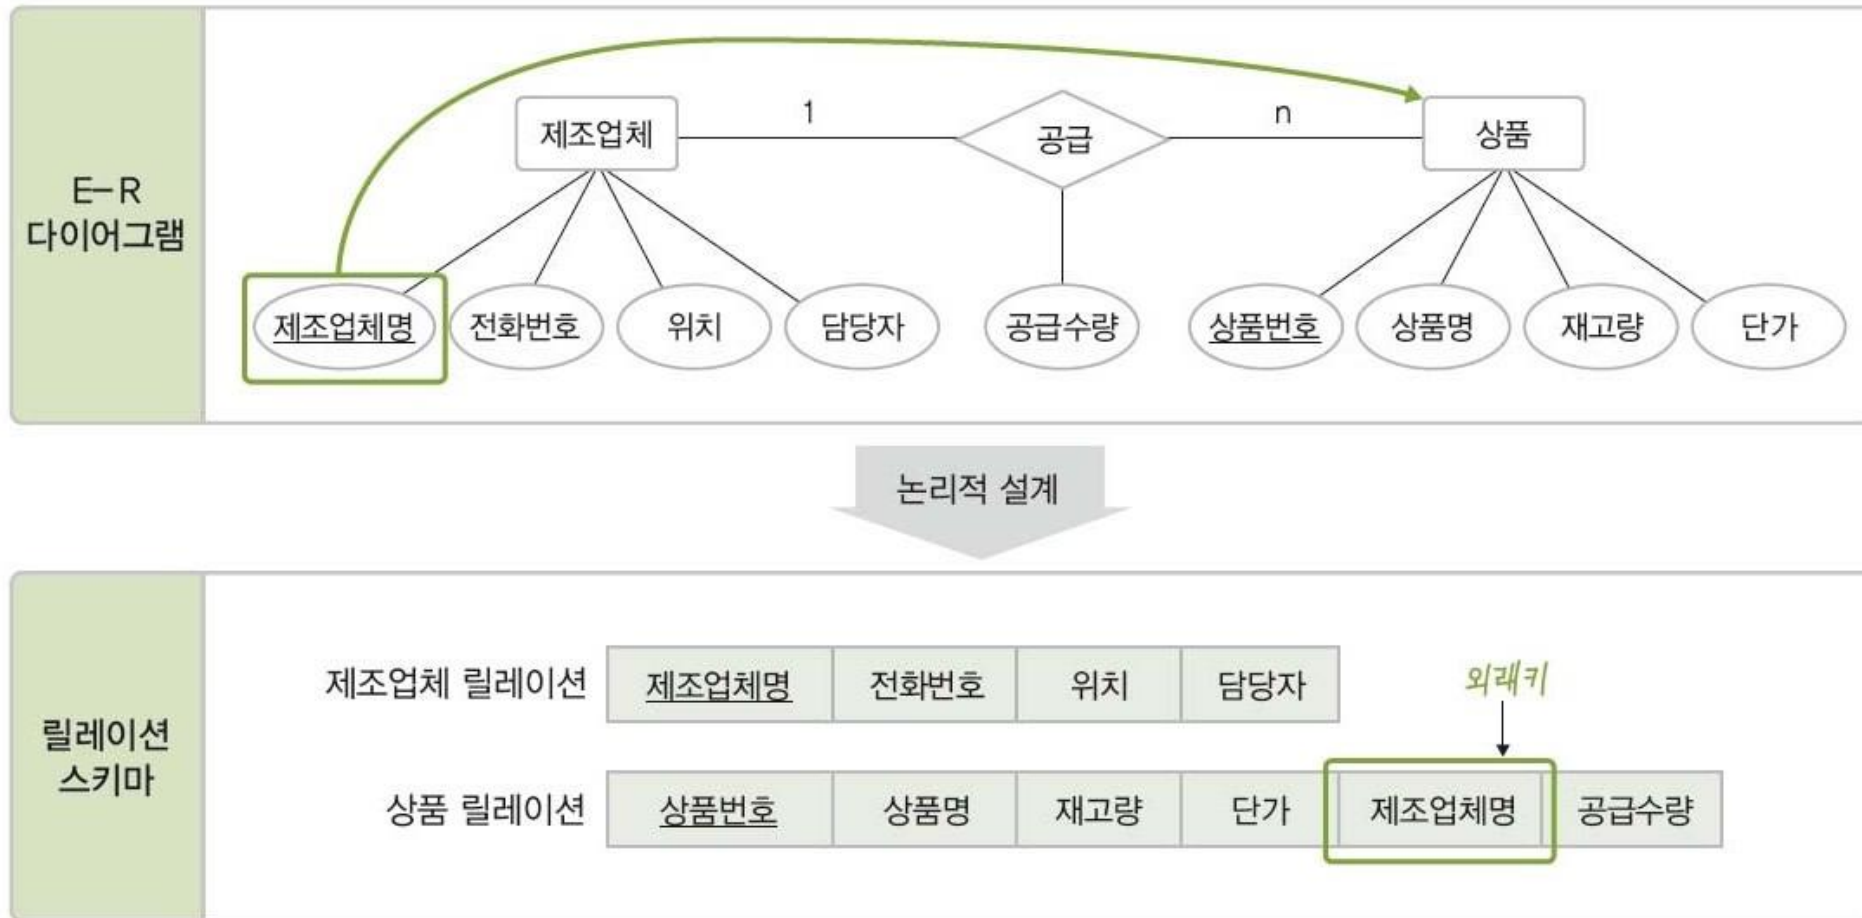 E-R
다이어그램
제조업체 1 공급 n 상품
제조업체명 전화번호 위치 담당자 공급수량 상품번호 상품명 재고량 단가
논리적 설계
릴레이션
스키마
제조업체 릴레이션 제조업체명 전화번호 위치 담당자
외래키
상품 릴레이션 상품번호 상품명 재고량 단가 제조업체명 공급수량